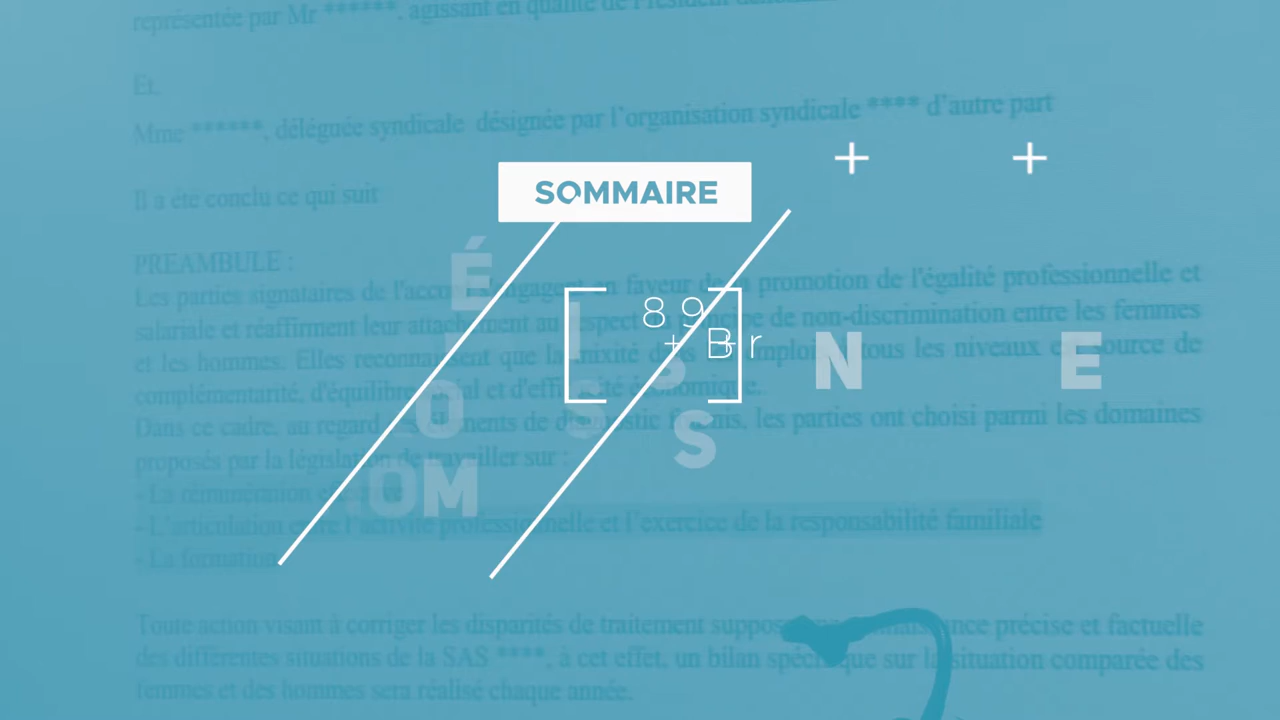 représentée par Mr ******, agissant en qualité de Président
Et,
Mme ******, déléguée syndicale désignée par l'organisation syndicale **** d'autre part
SOMMAIRE
Il a été conclu ce qui suit
PREAMBULE :
É
Les parties signataires de l'accord s'engagent en faveur de la promotion de l'égalité professionnelle et
89
salariale et réaffirment leur attachement au respect principe de non-discrimination entre les femmes
+ Br
et les hommes. Elles reconnaissent que la mixité dans emplois tous les niveaux source de
N E
complémentarité, d'équilibre social et d'efficacité économique.
O S
Dans ce cadre, au regard des éléments de diagnostic fournis, les parties ont choisi parmi les domaines
S
proposés par la législation de travailler sur :
OM
- La rémunération effective
- L'articulation entre l'activité professionnelle et l'exercice de la responsabilité familiale
- La formation
Toute action visant à corriger les disparités de traitement connaissance précise et factuelle
des différentes situations de la SAS ****, à cet effet, un bilan spécifique sur la situation comparée des
femmes et des hommes sera réalisé chaque année.